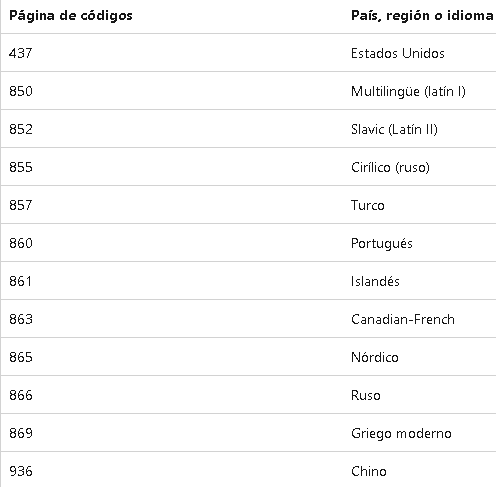 Página de códigos País, región o idioma
437 Estados Unidos
850 Multilingüe (latín I)
852 Slavic (Latín II)
855 Cirílico (ruso)
857 Turco
860 Portugués
861 Islandés
863 Canadian-French
865 Nórdico
866 Ruso
869 Griego moderno
936 Chino